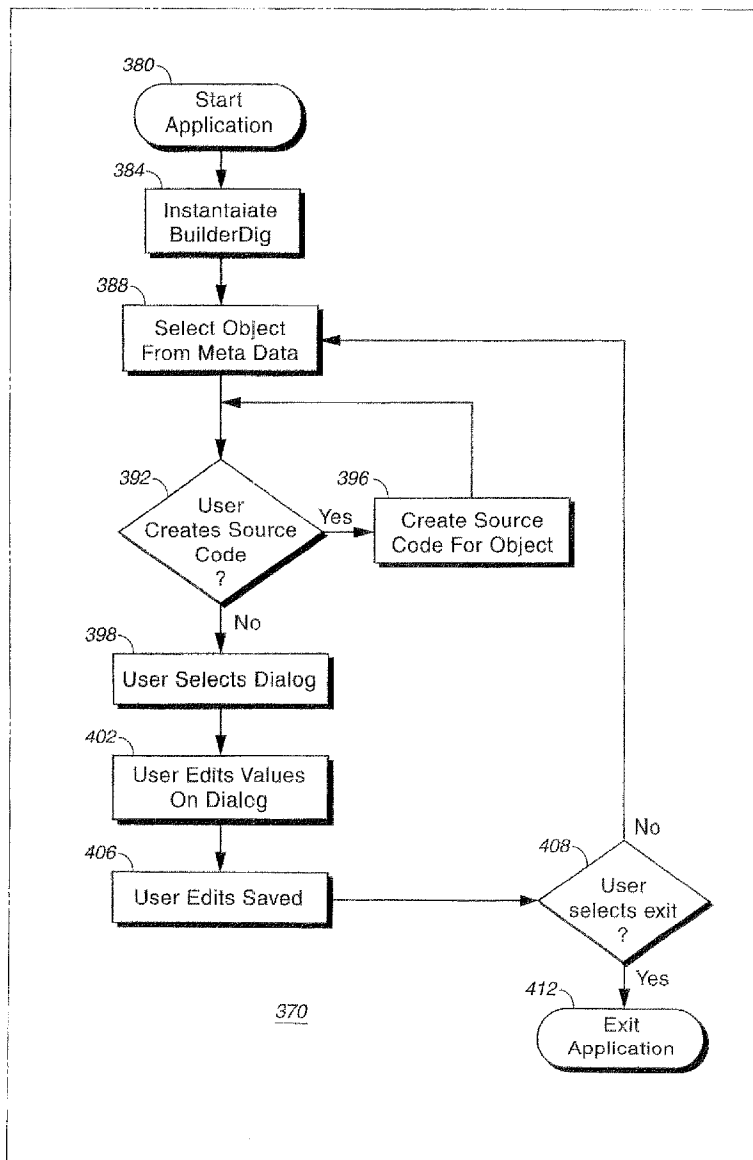 380
Start
Application
384
Instantaiate
BuilderDig
388
Select Object
From Meta Data
392
User
Creates Source
Code
?
Yes
396
Create Source
Code For Object
No
398
User Selects Dialog
402
User Edits Values
On Dialog
406
User Edits Saved
No
408
User
selects exit
?
Yes
412
Exit
Application
370